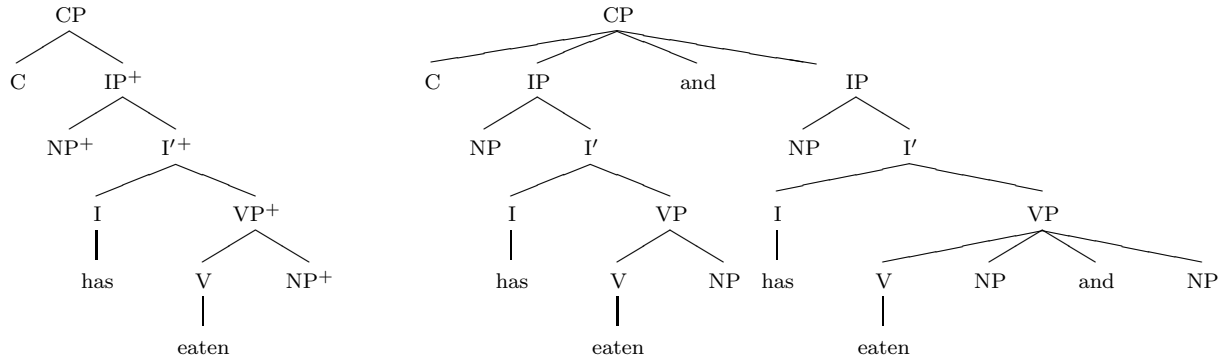 CP CP
C IP+ C IP and IP
NP+ I′+ NP I′ NP I′
I VP+ I VP I VP
has V NP+ has V NP has V NP and NP
eaten eaten eaten